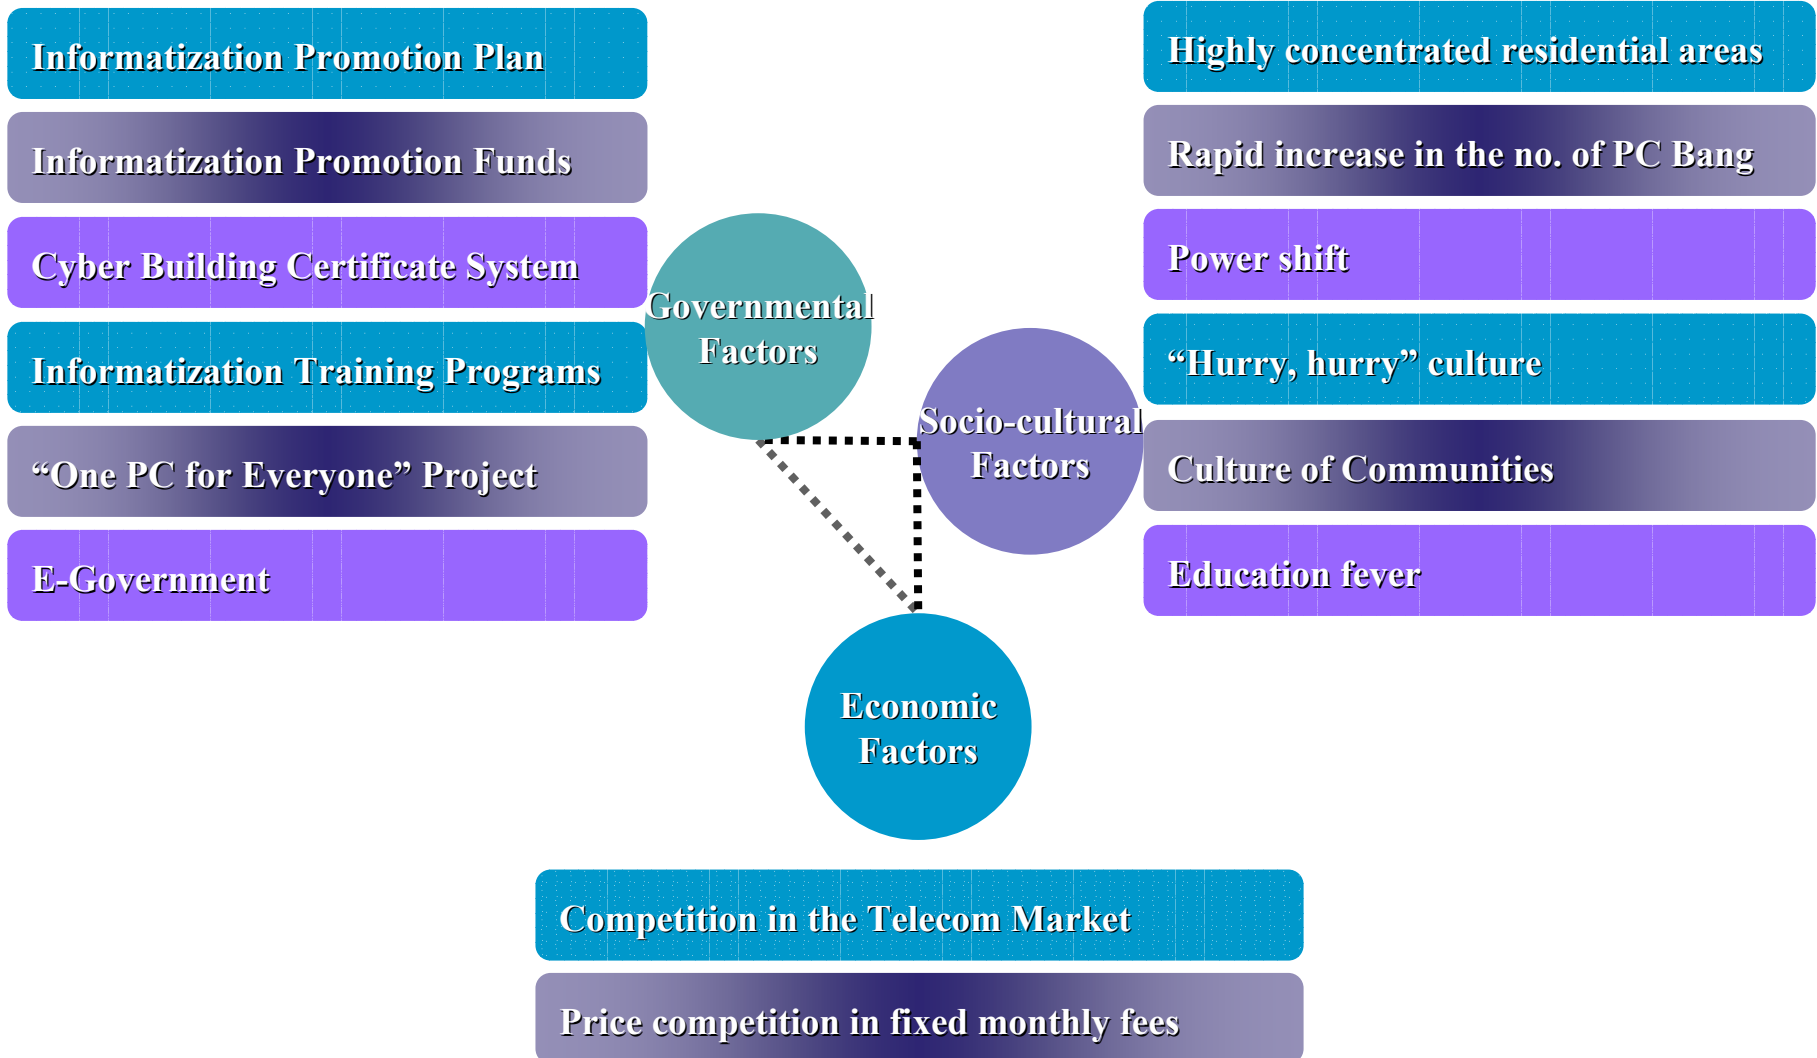 Informatization Promotion Plan
Informatization Promotion Funds
Cyber Building Certificate System
Informatization Training Programs
“One PC for Everyone” Project
E-Government
Governmental
Factors
Socio-cultural
Factors
Economic
Factors
Highly concentrated residential areas
Rapid increase in the no. of PC Bang
Power shift
“Hurry, hurry” culture
Culture of Communities
Education fever
Competition in the Telecom Market
Price competition in fixed monthly fees